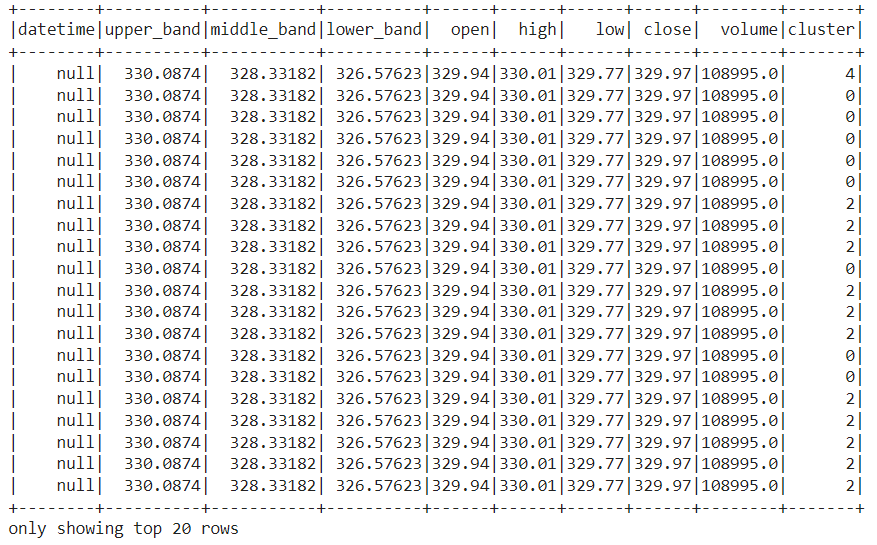 +--------+----------+-----------+----------+------+------+------+------+--------+-------+
|datetime|upper_band|middle_band|lower_band|  open|  high|   low| close|  volume|cluster|
+--------+----------+-----------+----------+------+------+------+------+--------+-------+
|    null|  330.0874|  328.33182| 326.57623|329.94|330.01|329.77|329.97|108995.0|      4|
|    null|  330.0874|  328.33182| 326.57623|329.94|330.01|329.77|329.97|108995.0|      0|
|    null|  330.0874|  328.33182| 326.57623|329.94|330.01|329.77|329.97|108995.0|      0|
|    null|  330.0874|  328.33182| 326.57623|329.94|330.01|329.77|329.97|108995.0|      0|
|    null|  330.0874|  328.33182| 326.57623|329.94|330.01|329.77|329.97|108995.0|      0|
|    null|  330.0874|  328.33182| 326.57623|329.94|330.01|329.77|329.97|108995.0|      0|
|    null|  330.0874|  328.33182| 326.57623|329.94|330.01|329.77|329.97|108995.0|      2|
|    null|  330.0874|  328.33182| 326.57623|329.94|330.01|329.77|329.97|108995.0|      2|
|    null|  330.0874|  328.33182| 326.57623|329.94|330.01|329.77|329.97|108995.0|      2|
|    null|  330.0874|  328.33182| 326.57623|329.94|330.01|329.77|329.97|108995.0|      0|
|    null|  330.0874|  328.33182| 326.57623|329.94|330.01|329.77|329.97|108995.0|      2|
|    null|  330.0874|  328.33182| 326.57623|329.94|330.01|329.77|329.97|108995.0|      2|
|    null|  330.0874|  328.33182| 326.57623|329.94|330.01|329.77|329.97|108995.0|      2|
|    null|  330.0874|  328.33182| 326.57623|329.94|330.01|329.77|329.97|108995.0|      0|
|    null|  330.0874|  328.33182| 326.57623|329.94|330.01|329.77|329.97|108995.0|      0|
|    null|  330.0874|  328.33182| 326.57623|329.94|330.01|329.77|329.97|108995.0|      2|
|    null|  330.0874|  328.33182| 326.57623|329.94|330.01|329.77|329.97|108995.0|      2|
|    null|  330.0874|  328.33182| 326.57623|329.94|330.01|329.77|329.97|108995.0|      2|
|    null|  330.0874|  328.33182| 326.57623|329.94|330.01|329.77|329.97|108995.0|      2|
|    null|  330.0874|  328.33182| 326.57623|329.94|330.01|329.77|329.97|108995.0|      2|
+--------+----------+-----------+----------+------+------+------+------+--------+-------+
only showing top 20 rows